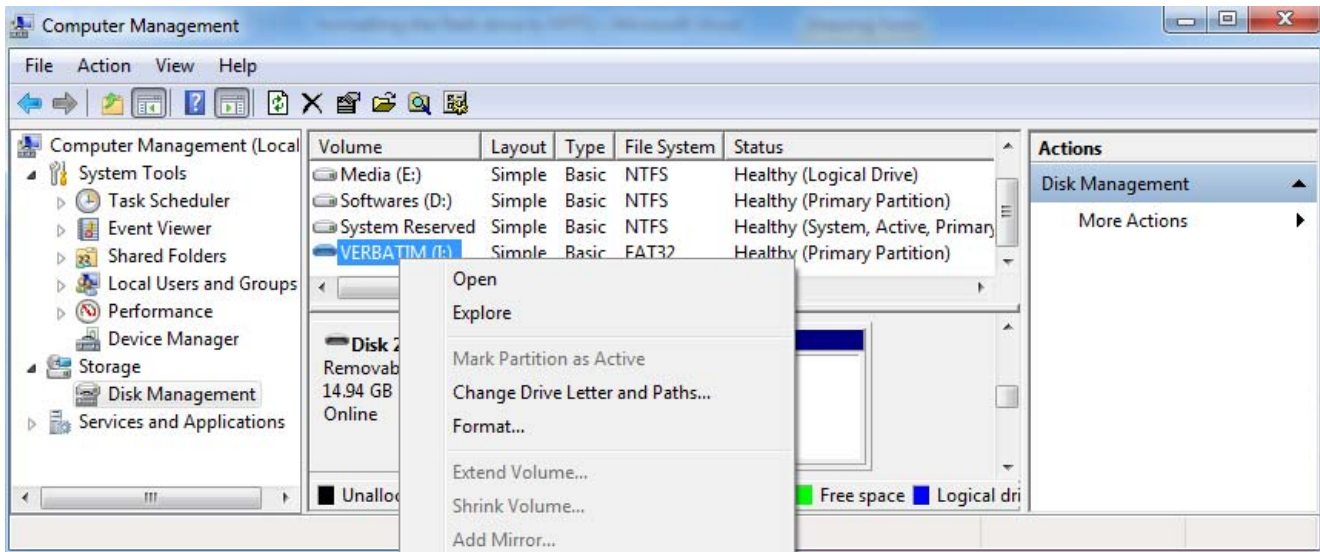 Computer Management
File Action View Help
Computer Management (Local
System Tools
Task Scheduler
Event Viewer
Shared Folders
Local Users and Groups
Performance
Device Manager
Storage
Disk Management
Services and Applications
Volume Layout Type File System Status
Media (E:) Simple Basic NTFS Healthy (Logical Drive)
Softwares (D:) Simple Basic NTFS Healthy (Primary Partition)
System Reserved Simple Basic NTFS Healthy (System, Active, Primary
VERBATIM (I:) Simple Basic FAT32 Healthy (Primary Partition)
Disk 2
Removab
14.94 GB
Online
Unalloc
Free space Logical dri
Open
Explore
Mark Partition as Active
Change Drive Letter and Paths...
Format...
Extend Volume...
Shrink Volume...
Add Mirror...
Actions
Disk Management
More Actions